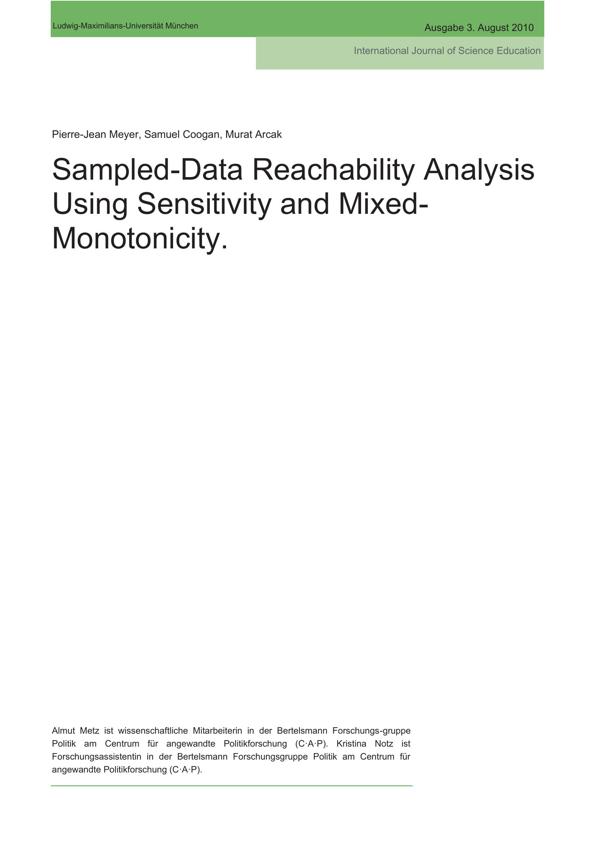 Ludwig-Maximilians-Universität München
Ausgabe 3. August 2010
International Journal of Science Education
Pierre-Jean Meyer, Samuel Coogan, Murat Arcak
Sampled-Data Reachability Analysis
Using Sensitivity and Mixed-
Monotonicity.
Almut Metz ist wissenschaftliche Mitarbeiterin in der Bertelsmann Forschungs-gruppe
Politik am Centrum für angewandte Politikforschung (C·A·P). Kristina Notz ist
Forschungsassistentin in der Bertelsmann Forschungsgruppe Politik am Centrum für
angewandte Politikforschung (C·A·P).